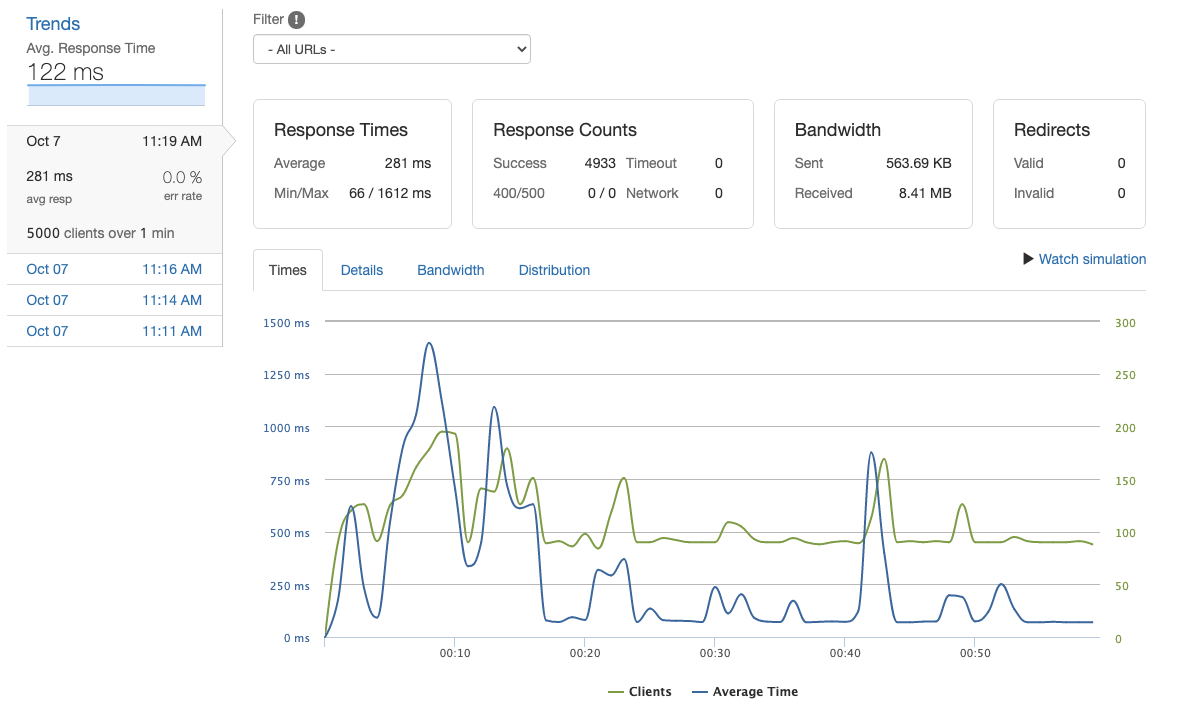 Trends
Avg. Response Time
122 ms
Oct 7 11:19 AM
281 ms 0.0 %
avg resp err rate
5000 clients over 1 min
Oct 07 11:16 AM
Oct 07 11:14 AM
Oct 07 11:11 AM
Filter !
- All URLs -
Response Times
Average 281 ms
Min/Max 66 / 1612 ms
Response Counts
Success 4933 Timeout 0
400/500 0 / 0 Network 0
Bandwidth
Sent 563.69 KB
Received 8.41 MB
Redirects
Valid 0
Invalid 0
Times Details Bandwidth Distribution Watch simulation
1500 ms 300
1250 ms 250
1000 ms 200
750 ms 150
500 ms 100
250 ms 50
0 ms 0
00:10 00:20 00:30 00:40 00:50
Clients Average Time